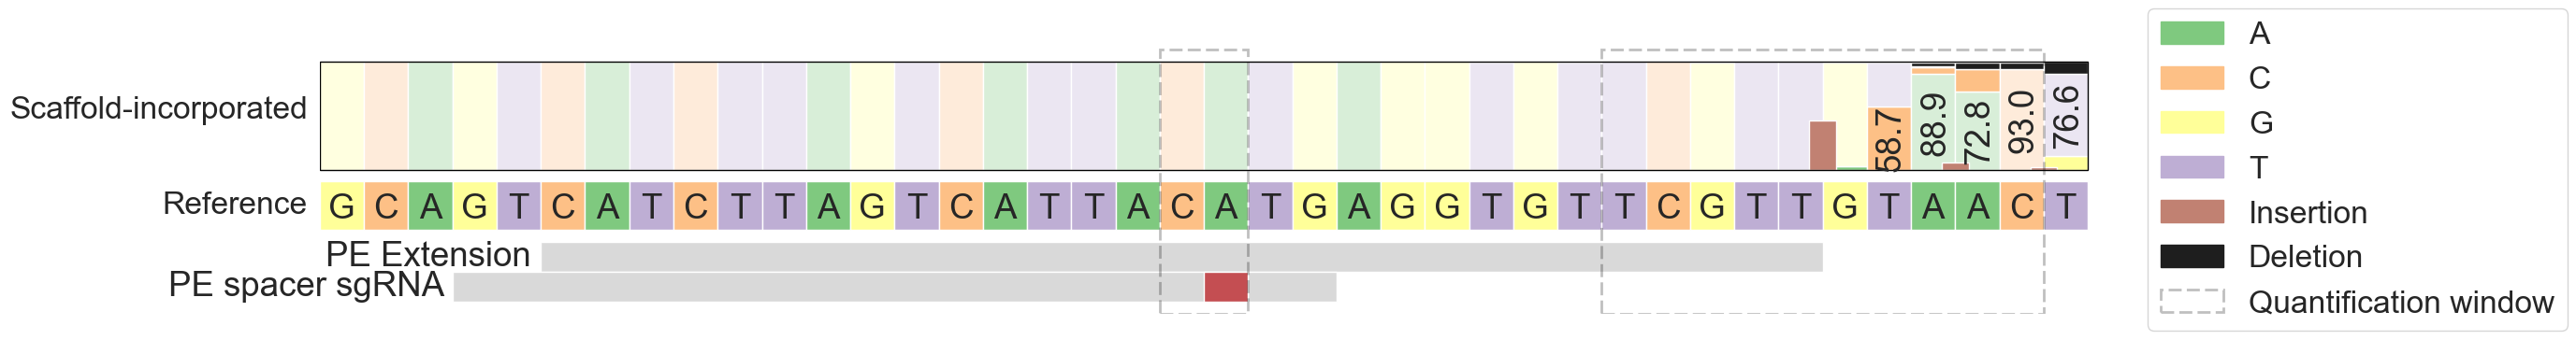 Scaffold-incorporated
58.7 88.9 72.8 93.0 76.6
Reference G C A G T C A T C T T A G T C A T T A C A T G A G G T G T T C G T T G T A A C T
PE Extension
PE spacer sgRNA
A
C
G
T
Insertion
Deletion
Quantification window